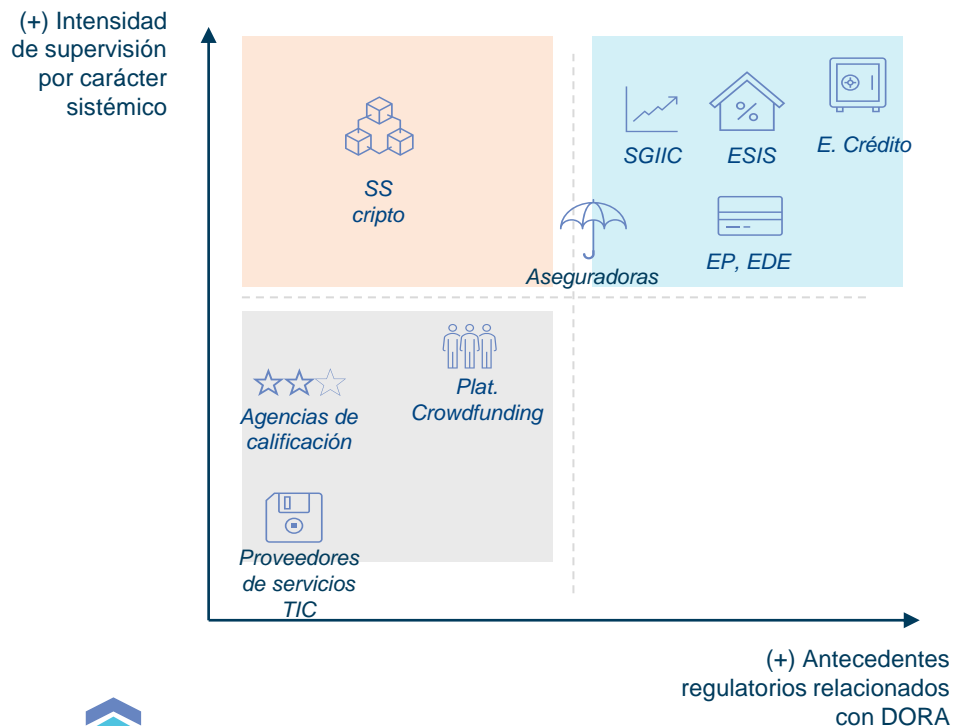 (+) Intensidad
de supervisión
por carácter
sistémico
SS
cripto
SGIIC
ESIS
E. Crédito
%
EP, EDE
Aseguradoras
Plat.
Crowdfunding
Agencias de
calificación
Proveedores
de servicios
TIC
(+) Antecedentes
regulatorios relacionados
con DORA